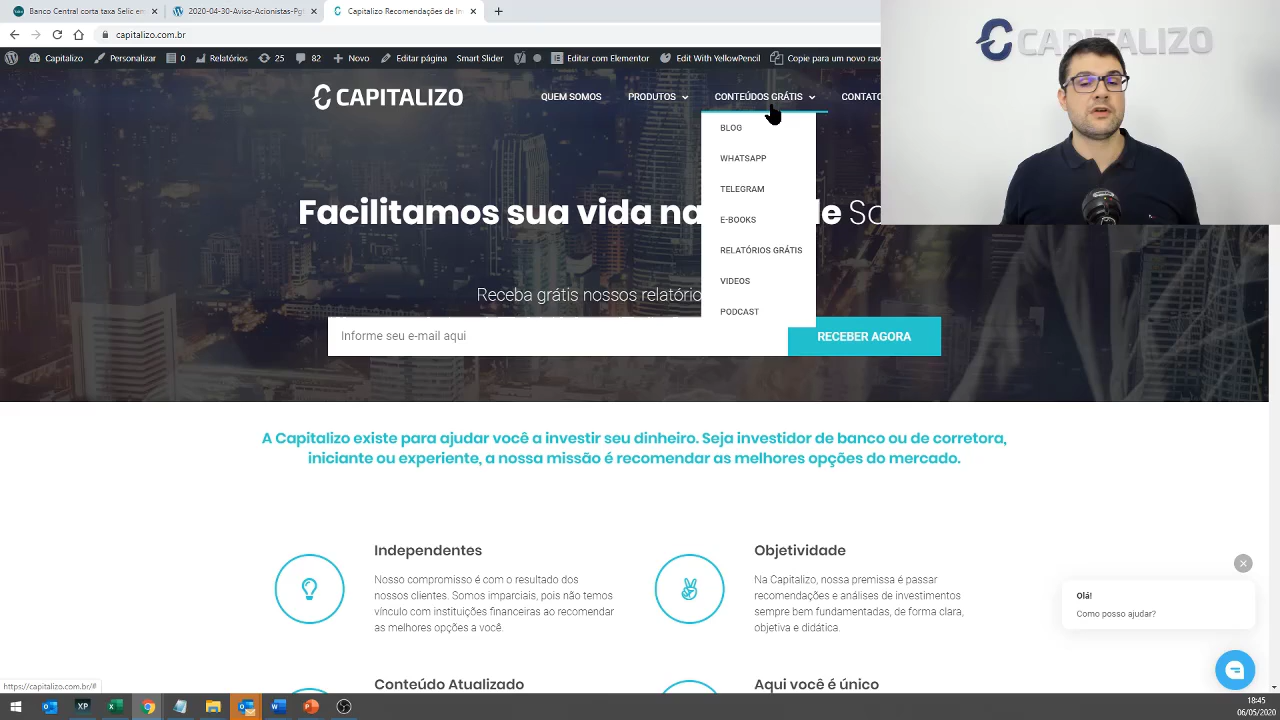 Banco Central corta taxa Selic em
2020-04-30-Aviso-Acionistas-Pgt
Capitalizo Recomendações de In
capitalizo.com.br
Capitalizo
Personalizar
0
Relatórios
25
82
Novo
Editar página
Smart Slider
Editar com Elementor
Edit With YellowPencil
Copie para um novo rasc
CAPITALIZO
CAPITALIZO
QUEM SOMOS
PRODUTOS
CONTEÚDOS GRÁTIS
CONTATO
BLOG
WHATSAPP
TELEGRAM
E-BOOKS
RELATÓRIOS GRÁTIS
VIDEOS
PODCAST
Facilitamos sua vida na
Receba grátis nossos relatório
Informe seu e-mail aqui
RECEBER AGORA
A Capitalizo existe para ajudar você a investir seu dinheiro. Seja investidor de banco ou de corretora,
iniciante ou experiente, a nossa missão é recomendar as melhores opções do mercado.
Independentes
Nosso compromisso é com o resultado dos
nossos clientes. Somos imparciais, pois não temos
vínculo com instituições financeiras ao recomendar
as melhores opções a você.
Objetividade
Na Capitalizo, nossa premissa é passar
recomendações e análises de investimentos
sempre bem fundamentadas, de forma clara,
objetiva e didática.
Olá!
Como posso ajudar?
Conteúdo Atualizado
Aqui você é único
https://capitalizo.com.br/#
18:45
06/05/2020